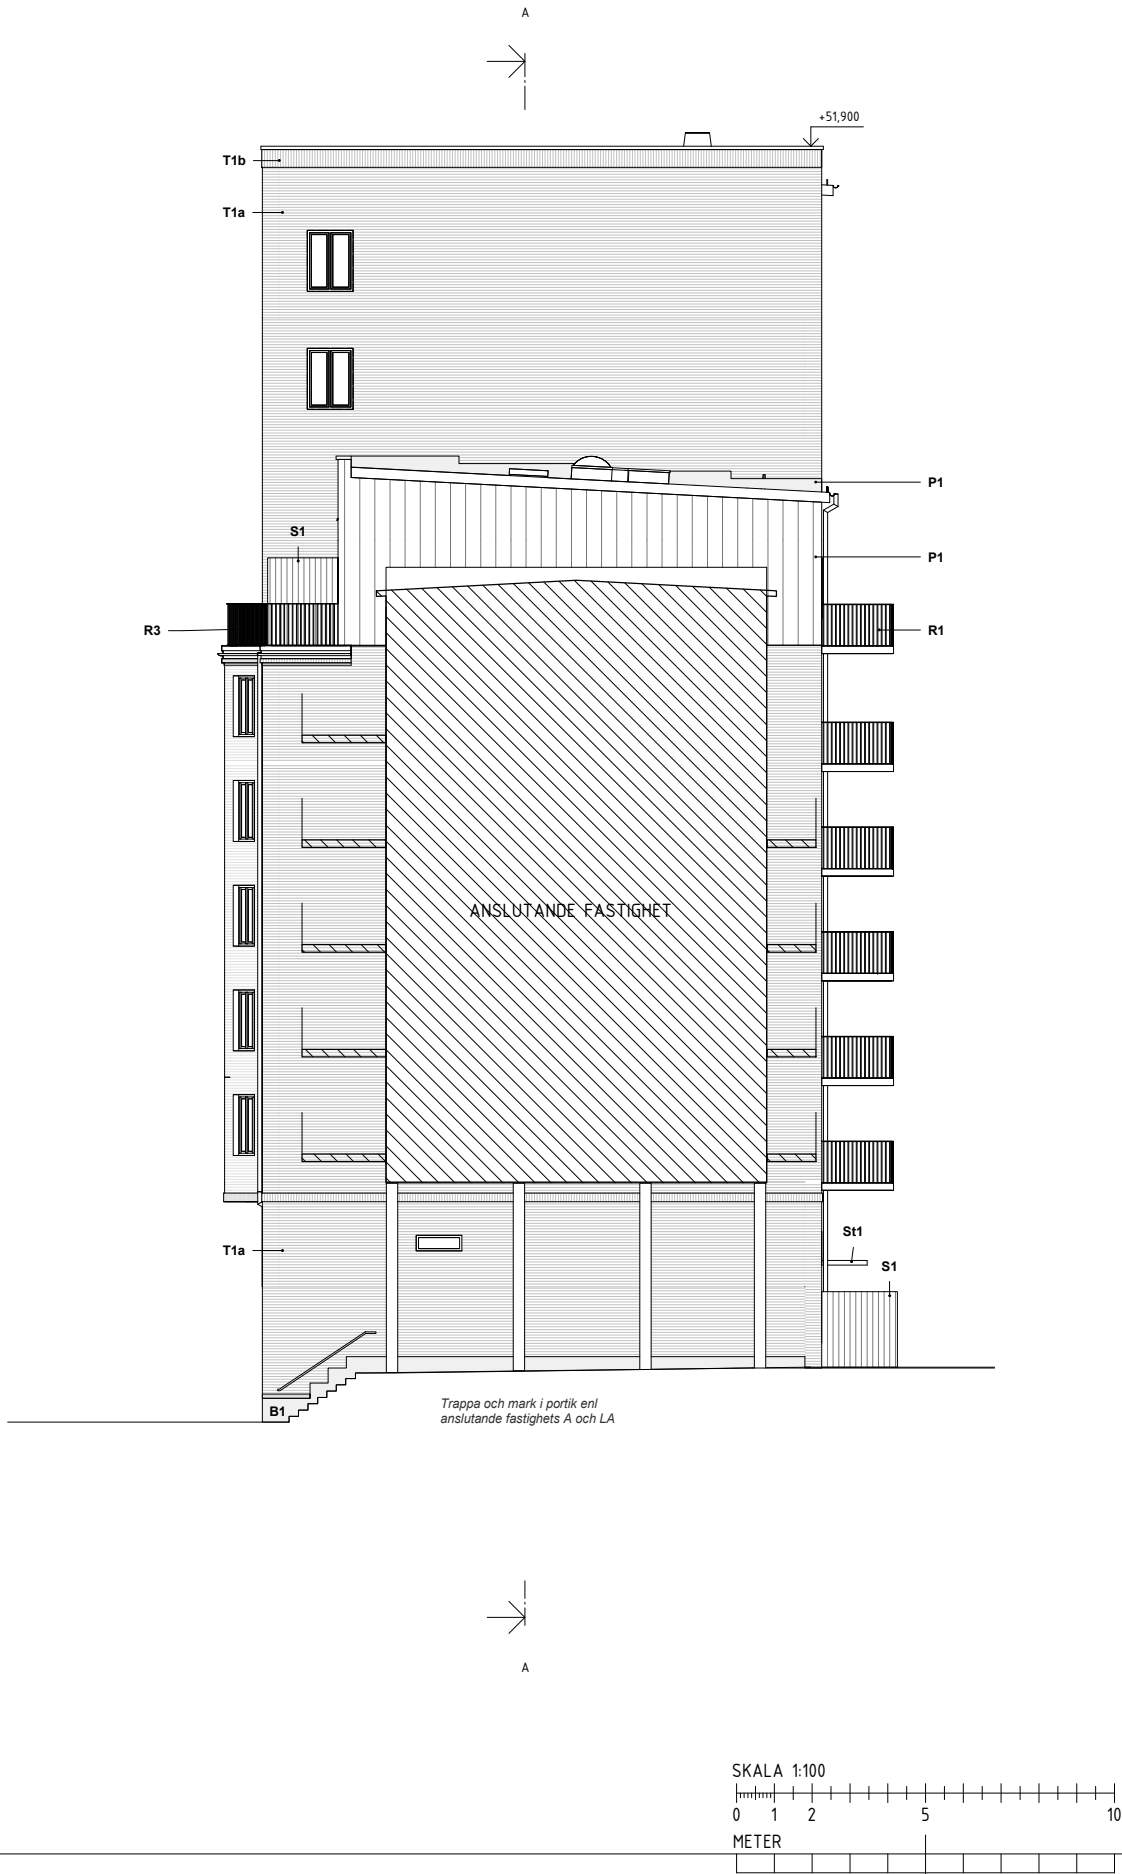 A
+51,900
T1b
T1a
P1
S1
P1
R3
R1
ANSLUTANDE FASTIGHET
St1
T1a
S1
B1
Trappa och mark i portik enl
anslutande fastighets A och LA
A
SKALA 1:100
0 1 2 5 10
METER